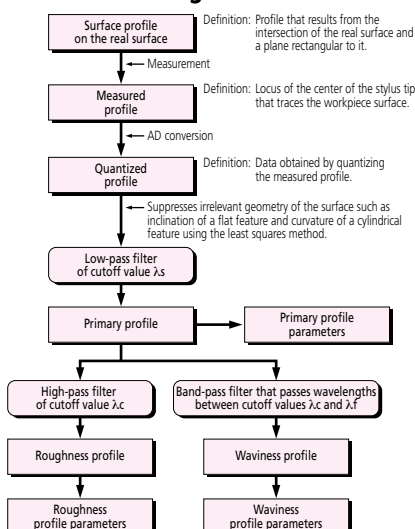 Surface profile
on the real surface
Definition: Profile that results from the
intersection of the real surface and
a plane rectangular to it.
Measurement
Measured
profile
Definition: Locus of the center of the stylus tip
that traces the workpiece surface.
AD conversion
Quantized
profile
Definition: Data obtained by quantizing
the measured profile.
Suppresses irrelevant geometry of the surface such as
inclination of a flat feature and curvature of a cylindrical
feature using the least squares method.
Low-pass filter
of cutoff value λs
Primary profile
Primary profile
parameters
High-pass filter
of cutoff value λc
Band-pass filter that passes wavelengths
between cutoff values λc and λf
Roughness profile
Waviness profile
Roughness
profile parameters
Waviness
profile parameters